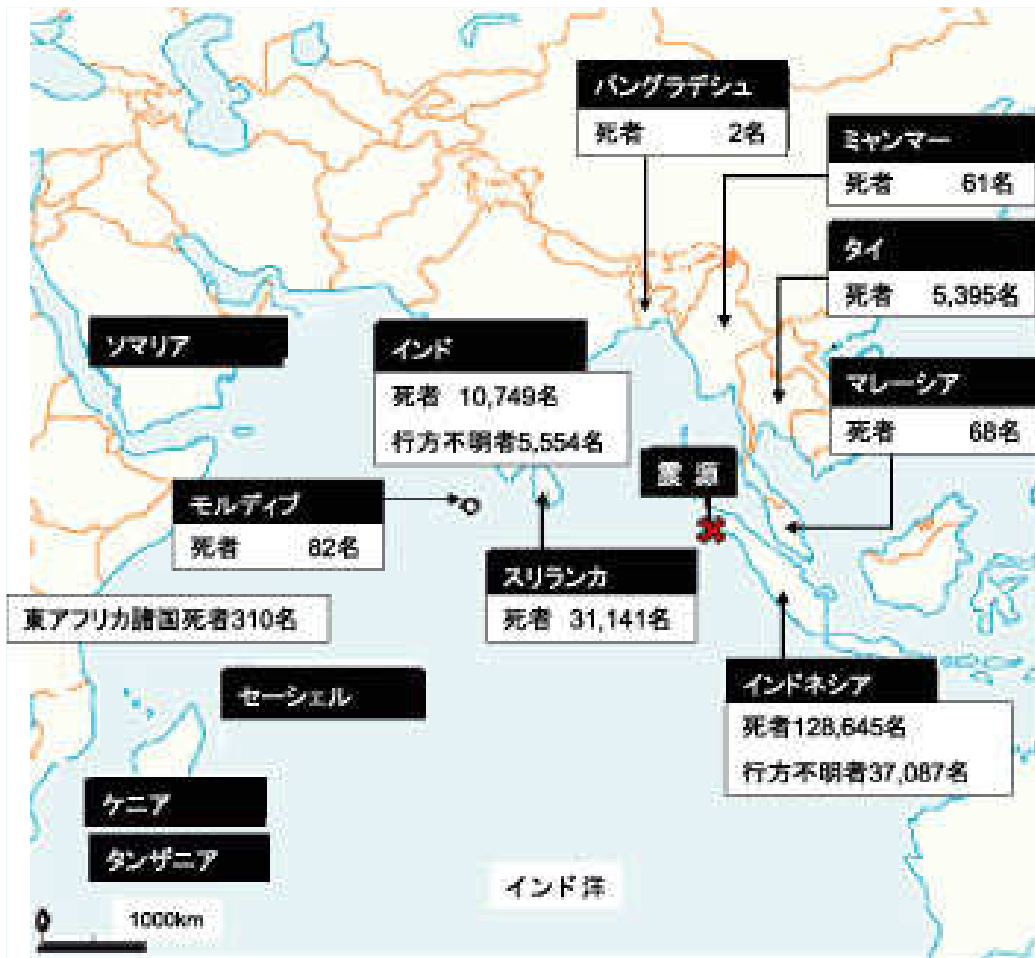 バングラデシュ
死者 2名
ミャンマー
死者 61名
タイ
死者 5,395名
ソマリア
インド
死者 10,749名
行方不明者5,554名
マレーシア
死者 68名
震源
モルディブ
死者 82名
スリランカ
死者 31,141名
東アフリカ諸国死者310名
セーシェル
インドネシア
死者128,645名
行方不明者37,087名
ケニア
タンザニア
インド洋
1000km